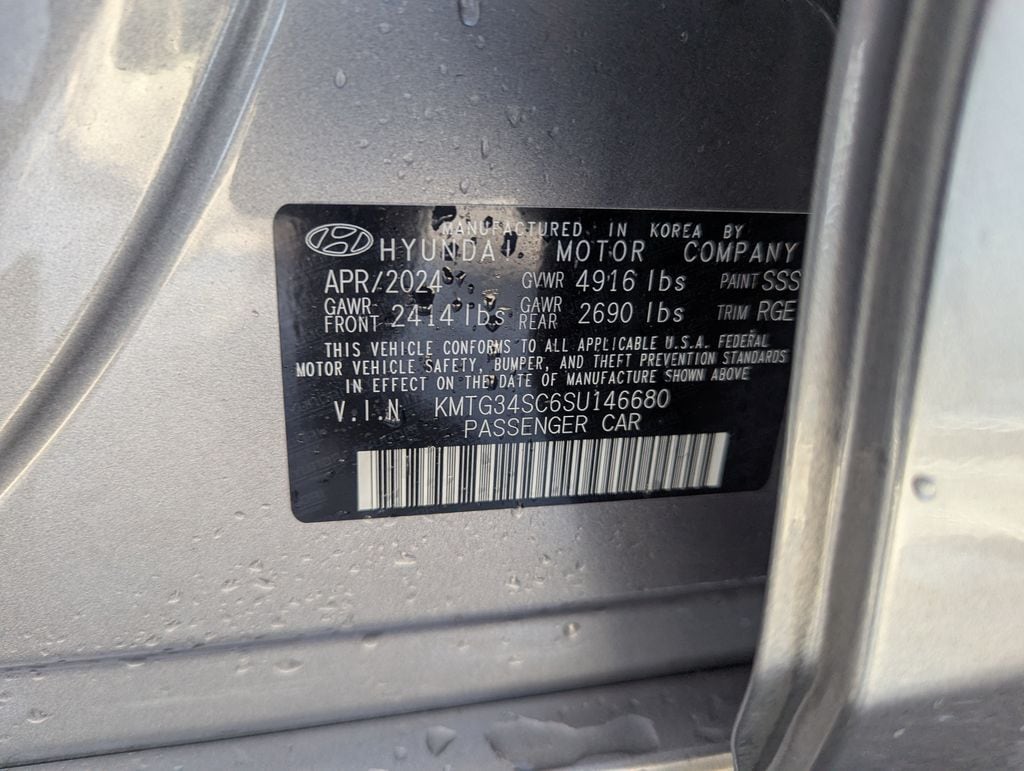 MANUFACTURED IN KOREA BY
HYUNDAI MOTOR COMPANY
APR/2024 GVWR 4916 lbs PAINT SSS
GAWR FRONT 2414 lbs GAWR REAR 2690 lbs TRIM RGE
THIS VEHICLE CONFORMS TO ALL APPLICABLE U.S.A. FEDERAL
MOTOR VEHICLE SAFETY, BUMPER, AND THEFT PREVENTION STANDARDS
IN EFFECT ON THE DATE OF MANUFACTURE SHOWN ABOVE
V.I.N KMTG34SC6SU146680
PASSENGER CAR